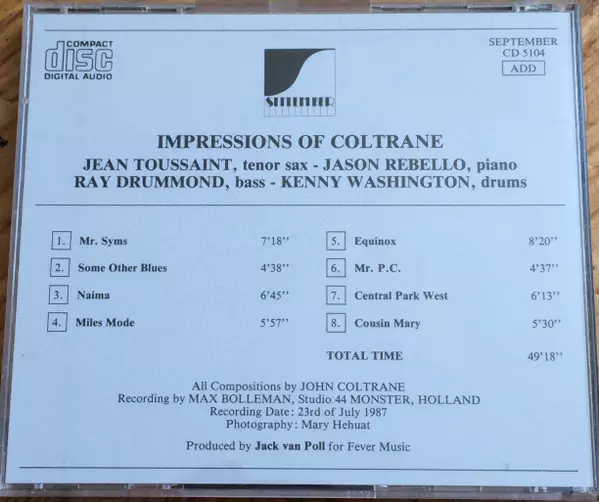 COMPACT
disc
DIGITAL AUDIO
SEPTEMBER
CD 5104
ADD
SEPTEMBER
IMPRESSIONS OF COLTRANE
JEAN TOUSSAINT, tenor sax - JASON REBELLO, piano
RAY DRUMMOND, bass - KENNY WASHINGTON, drums
1. Mr. Syms 7'18''
2. Some Other Blues 4'38''
3. Naima 6'45''
4. Miles Mode 5'57''
5. Equinox 8'20''
6. Mr. P.C. 4'37''
7. Central Park West 6'13''
8. Cousin Mary 5'30''
TOTAL TIME 49'18''
All Compositions by JOHN COLTRANE
Recording by MAX BOLLEMAN, Studio 44 MONSTER, HOLLAND
Recording Date: 23rd of July 1987
Photography: Mary Hehuat
Produced by Jack van Poll for Fever Music